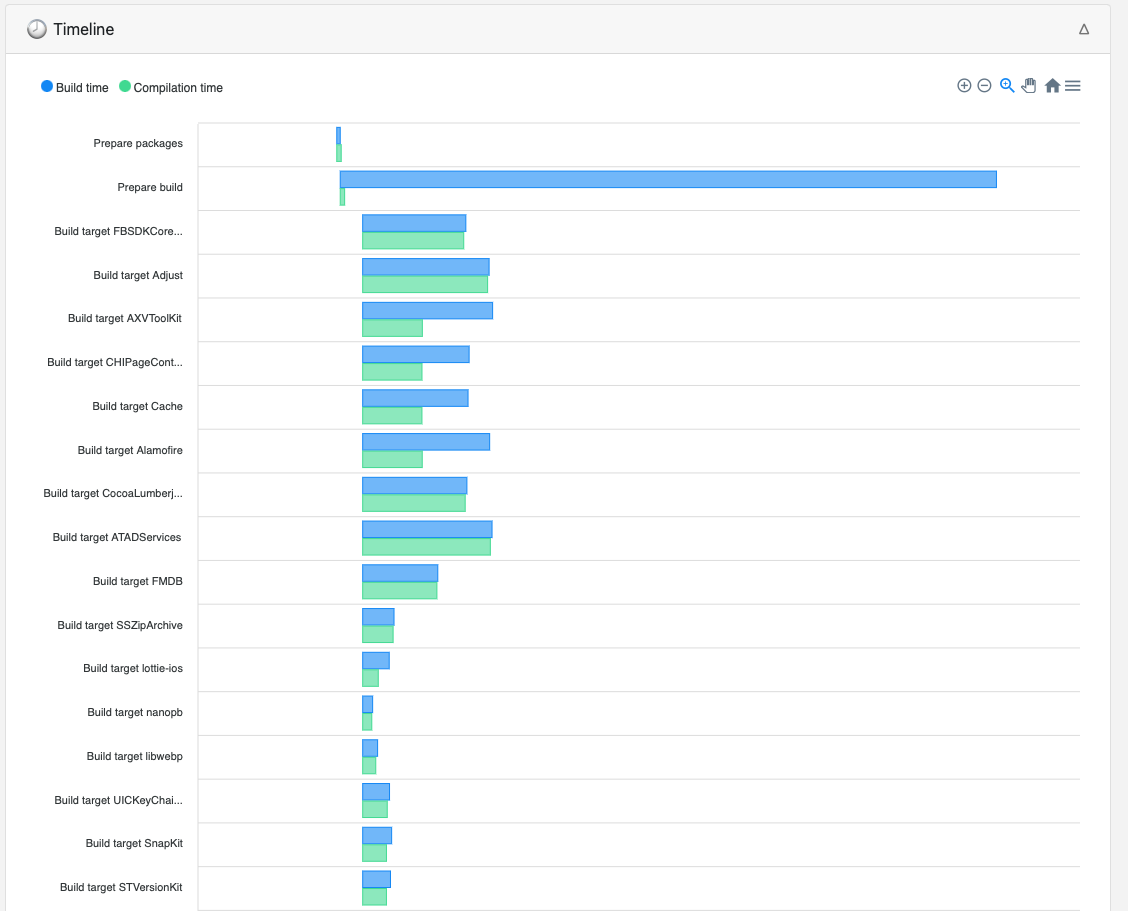 Timeline
Build time
Compilation time
Prepare packages
Prepare build
Build target FBSDKCore...
Build target Adjust
Build target AXVToolKit
Build target CHIPageCont...
Build target Cache
Build target Alamofire
Build target CocoaLumberj...
Build target ATADServices
Build target FMDB
Build target SSZipArchive
Build target lottie-ios
Build target nanopb
Build target libwebp
Build target UICKeyChai...
Build target SnapKit
Build target STVersionKit